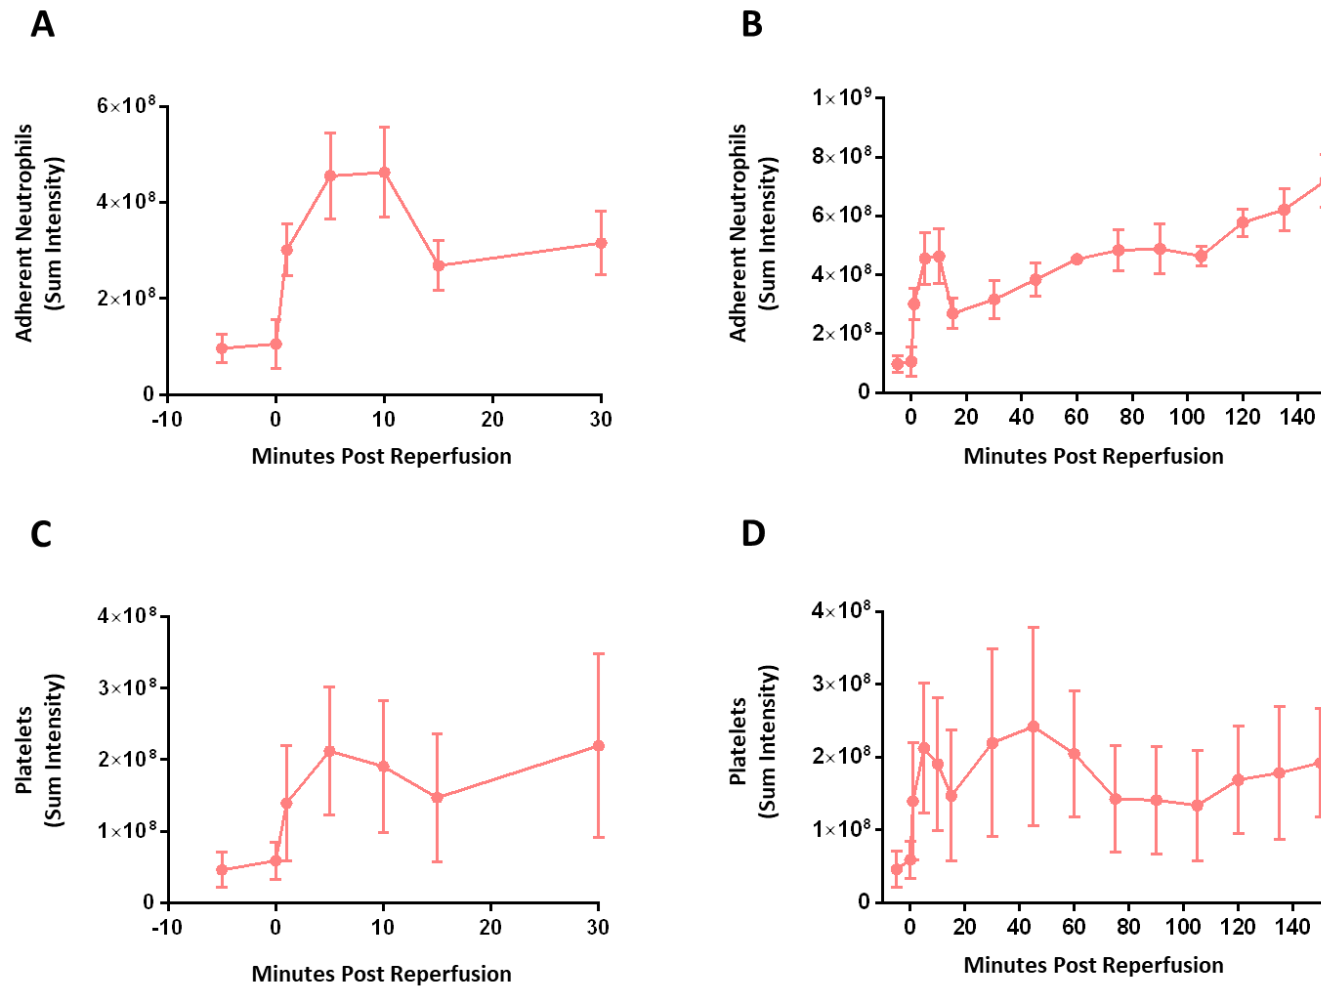 A
Adherent Neutrophils
(Sum Intensity)
6×10⁸
4×10⁸
2×10⁸
0
-10 0 10 20 30
Minutes Post Reperfusion
B
Adherent Neutrophils
(Sum Intensity)
1×10⁹
8×10⁸
6×10⁸
4×10⁸
2×10⁸
0
0 20 40 60 80 100 120 140
Minutes Post Reperfusion
C
Platelets
(Sum Intensity)
4×10⁸
3×10⁸
2×10⁸
1×10⁸
0
-10 0 10 20 30
Minutes Post Reperfusion
D
Platelets
(Sum Intensity)
4×10⁸
3×10⁸
2×10⁸
1×10⁸
0
0 20 40 60 80 100 120 140
Minutes Post Reperfusion